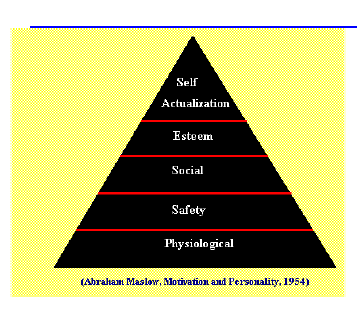 Self
Actualization
Esteem
Social
Safety
Physiological
(Abraham Maslow, Motivation and Personality, 1954)